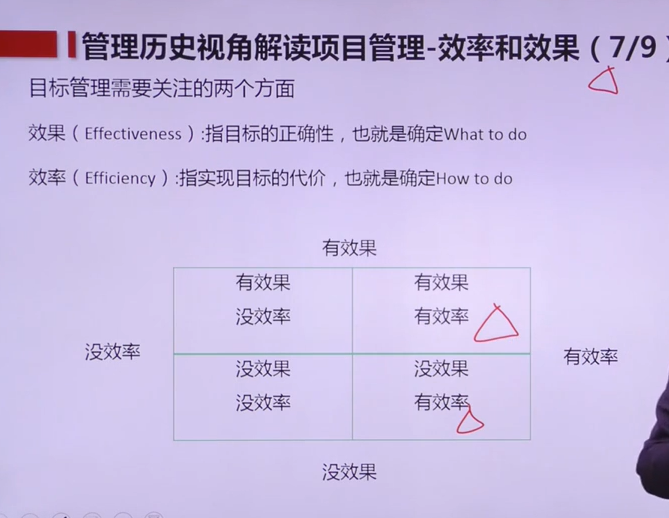 管理历史视角解读项目管理-效率和效果（7/9）
目标管理需要关注的两个方面
效果（Effectiveness）:指目标的正确性，也就是确定What to do
效率（Efficiency）:指实现目标的代价，也就是确定How to do
有效果
有效果 有效果
没效率 有效率
没效率 有效率
没效果 没效果
没效率 有效率
没效果